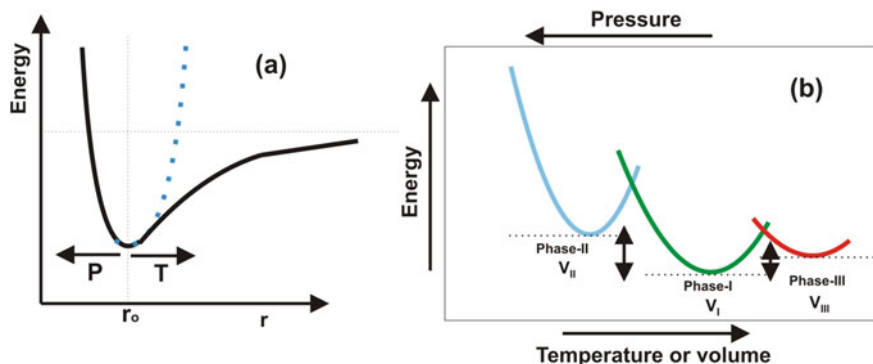 Energy
(a)
P
T
r₀
r
Pressure
(b)
Energy
Phase-II
V_II
Phase-I
V_I
Phase-III
V_III
Temperature or volume